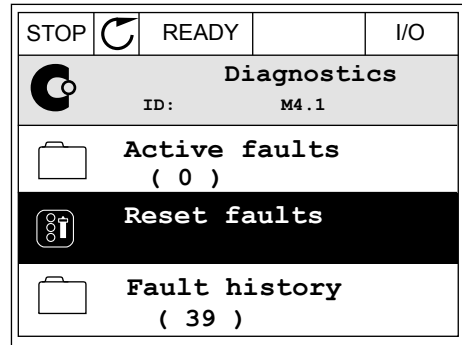 STOP READY I/O
Diagnostics
ID: M4.1
Active faults
( 0 )
Reset faults
Fault history
( 39 )